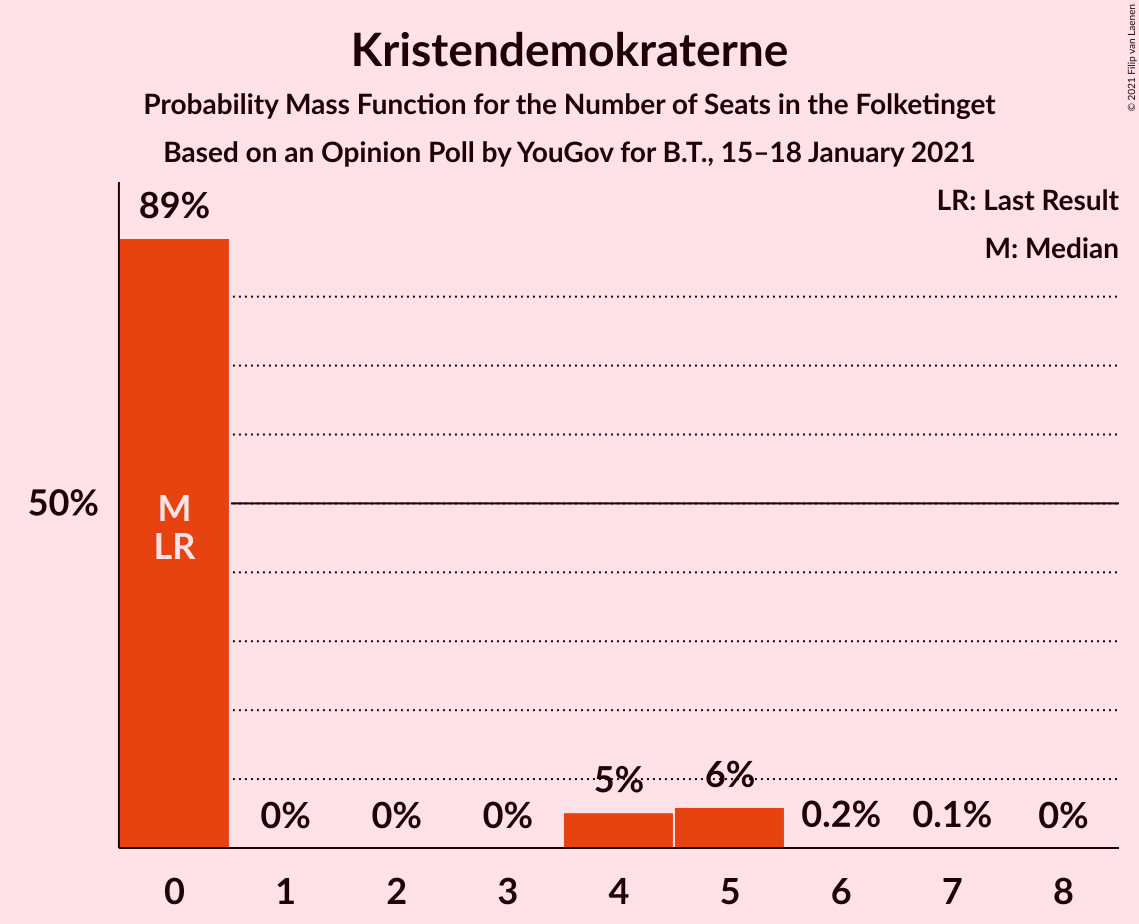 Kristendemokraterne
Probability Mass Function for the Number of Seats in the Folketinget
Based on an Opinion Poll by YouGov for B.T., 15–18 January 2021
© 2021 Filip van Laenen
LR: Last Result
M: Median
89%
50%
M
LR
0% 0% 0% 5% 6% 0.2% 0.1% 0%
0 1 2 3 4 5 6 7 8